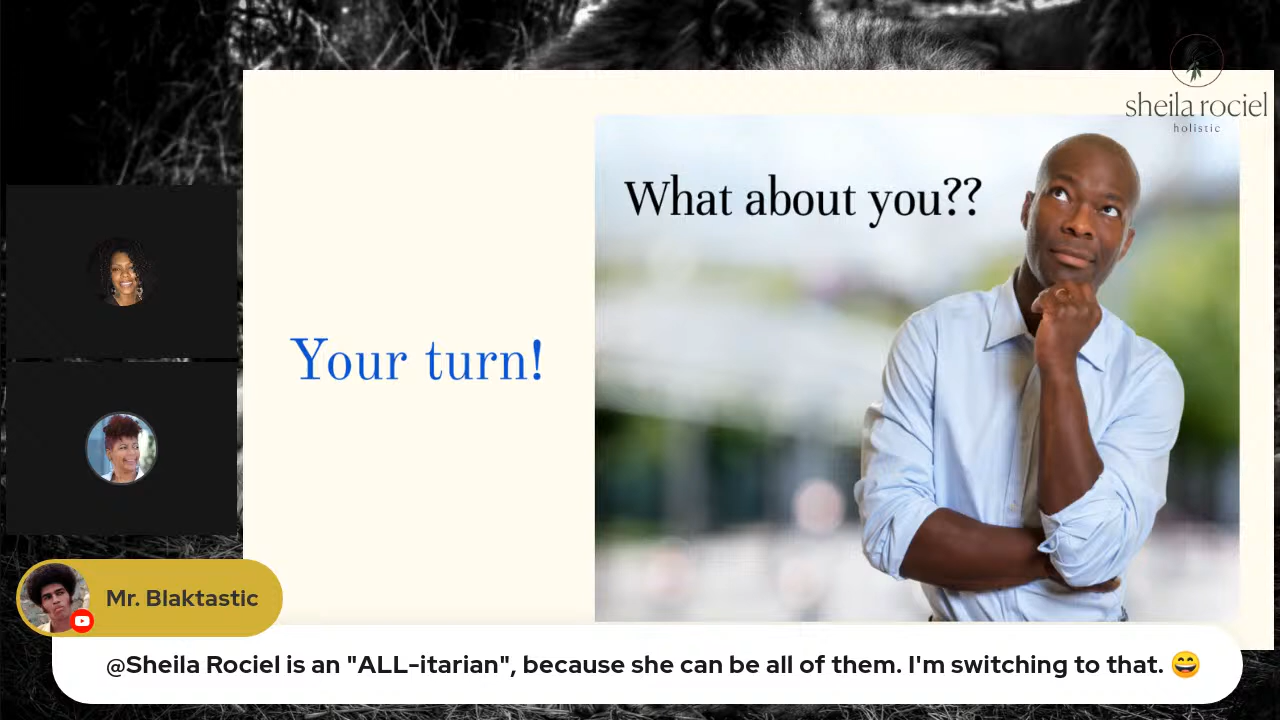 sheila rociel
holistic
What about you??
Your turn!
Mr. Blaktastic
@Sheila Rociel is an "ALL-itarian", because she can be all of them. I'm switching to that. 😄